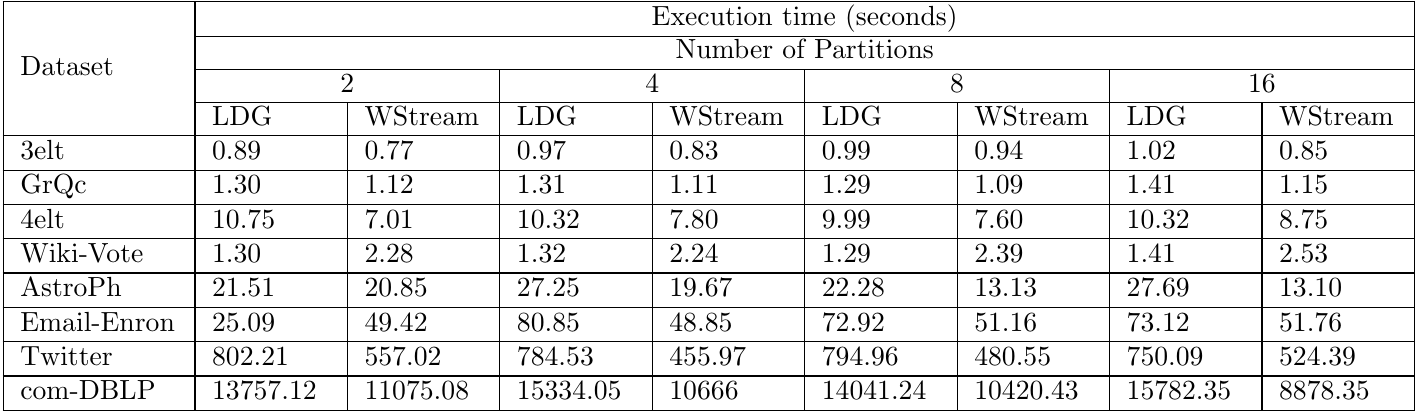 Execution time (seconds)
Number of Partitions
Dataset
2 4 8 16
LDG WStream LDG WStream LDG WStream LDG WStream
3elt 0.89 0.77 0.97 0.83 0.99 0.94 1.02 0.85
GrQc 1.30 1.12 1.31 1.11 1.29 1.09 1.41 1.15
4elt 10.75 7.01 10.32 7.80 9.99 7.60 10.32 8.75
Wiki-Vote 1.30 2.28 1.32 2.24 1.29 2.39 1.41 2.53
AstroPh 21.51 20.85 27.25 19.67 22.28 13.13 27.69 13.10
Email-Enron 25.09 49.42 80.85 48.85 72.92 51.16 73.12 51.76
Twitter 802.21 557.02 784.53 455.97 794.96 480.55 750.09 524.39
com-DBLP 13757.12 11075.08 15334.05 10666 14041.24 10420.43 15782.35 8878.35